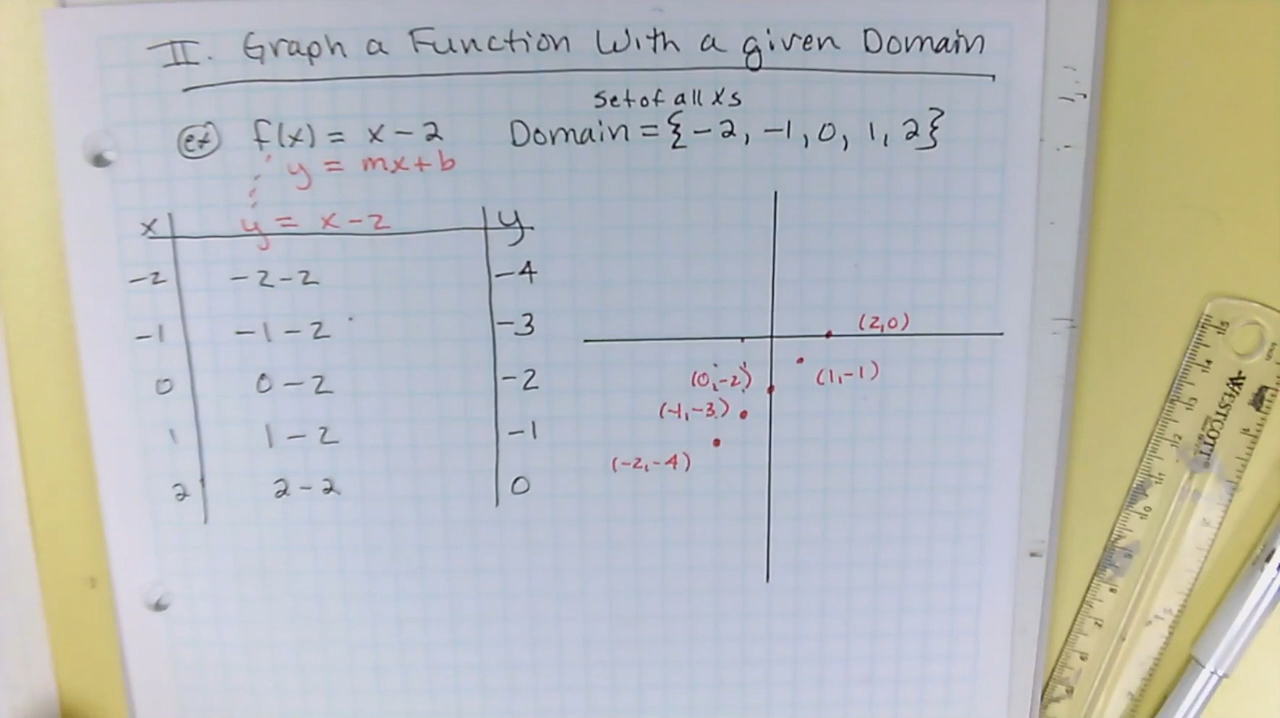 II. Graph a Function With a given Domain
Set of all Xs
ex f(x) = x - 2 Domain = {-2, -1, 0, 1, 2}
y = mx + b
x y = x - 2 y
-2 -2-2 -4
-1 -1-2 -3
0 0-2 -2
1 1-2 -1
2 2-2 0
(2,0)
(0,-2) (1,-1)
(-1,-3)
(-2,-4)
WESTCOTT